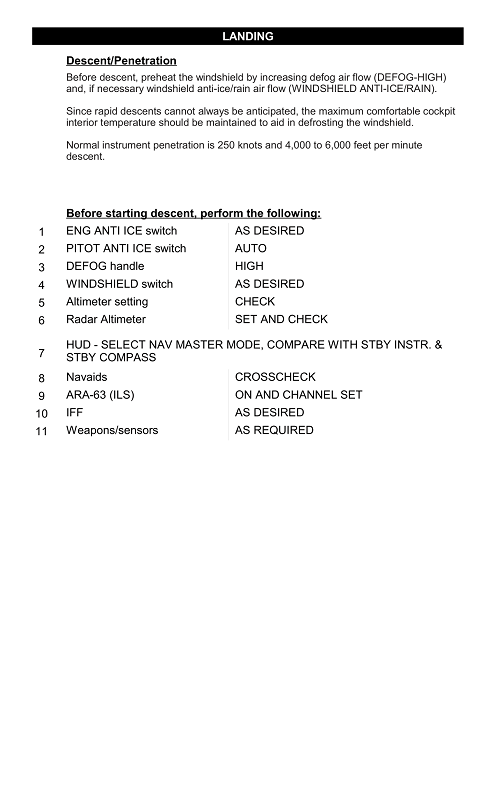 LANDING
Descent/Penetration
Before descent, preheat the windshield by increasing defog air flow (DEFOG-HIGH)
and, if necessary windshield anti-ice/rain air flow (WINDSHIELD ANTI-ICE/RAIN).
Since rapid descents cannot always be anticipated, the maximum comfortable cockpit
interior temperature should be maintained to aid in defrosting the windshield.
Normal instrument penetration is 250 knots and 4,000 to 6,000 feet per minute
descent.
Before starting descent, perform the following:
1 ENG ANTI ICE switch AS DESIRED
2 PITOT ANTI ICE switch AUTO
3 DEFOG handle HIGH
4 WINDSHIELD switch AS DESIRED
5 Altimeter setting CHECK
6 Radar Altimeter SET AND CHECK
7 HUD - SELECT NAV MASTER MODE, COMPARE WITH STBY INSTR. &
STBY COMPASS
8 Navaids CROSSCHECK
9 ARA-63 (ILS) ON AND CHANNEL SET
10 IFF AS DESIRED
11 Weapons/sensors AS REQUIRED